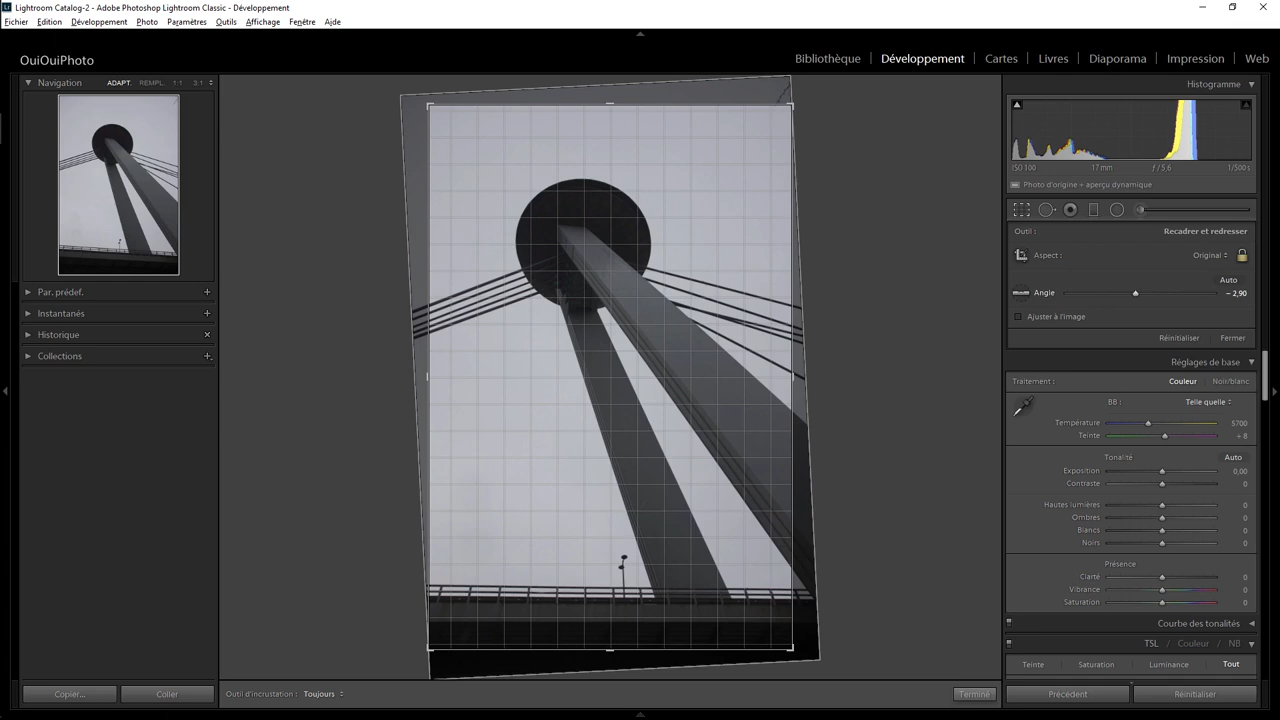 Lightroom Catalog-2 - Adobe Photoshop Lightroom Classic - Développement
Fichier Edition Développement Photo Paramètres Outils Affichage Fenêtre Aide
OuiOuiPhoto
Bibliothèque Développement Cartes Livres Diaporama Impression Web
Navigation ADAPT. REMPL. 1:1 3:1
Par. prédef.
Instantanés
Historique
Collections
Copier... Coller
Outil d'incrustation : Toujours
Terminé
Histogramme
ISO 100 17 mm ƒ / 5,6 1/500s
Photo d'origine + aperçu dynamique
Outil : Recadrer et redresser
Aspect : Original
Auto
Angle - 2,90
Ajuster à l'image
Réinitialiser Fermer
Réglages de base
Traitement : Couleur Noir/blanc
BB : Telle quelle
Température 5700
Teinte + 8
Tonalité Auto
Exposition 0,00
Contraste 0
Hautes lumières 0
Ombres 0
Blancs 0
Noirs 0
Présence
Clarté 0
Vibrance 0
Saturation 0
Courbe des tonalités
TSL / Couleur / NB
Teinte Saturation Luminance Tout
Précédent Réinitialiser